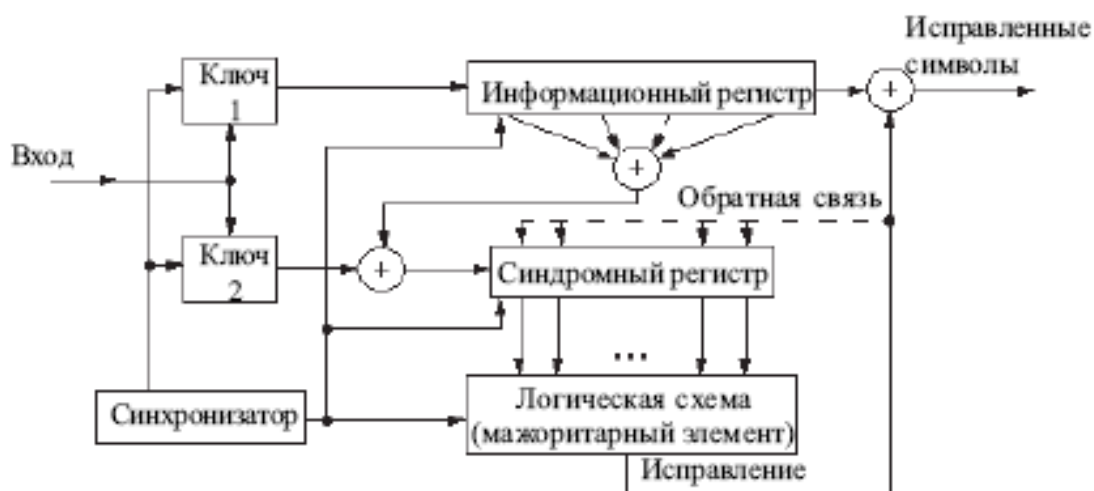 Исправленные
символы
Ключ
1
Информационный регистр
+
+
Вход
Обратная связь
Ключ
2
+
Синдромный регистр
...
Синхронизатор
Логическая схема
(мажоритарный элемент)
Исправление